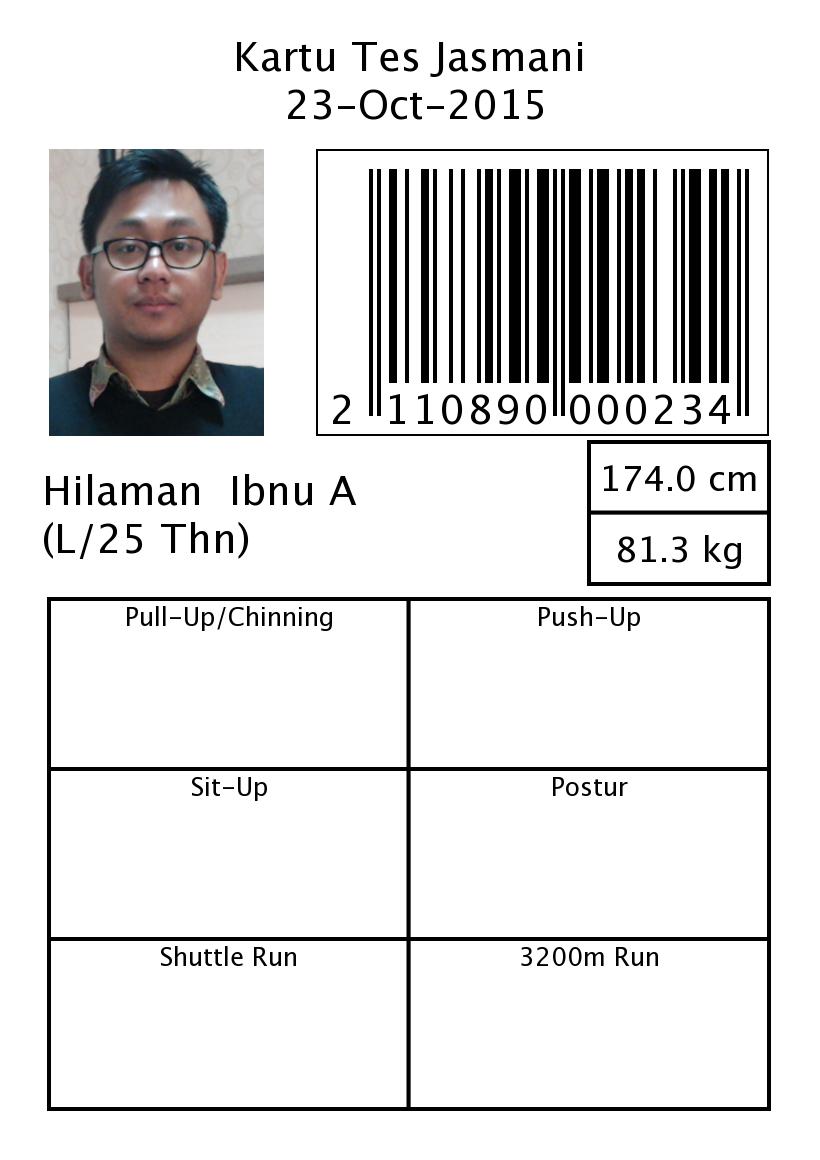 Kartu Tes Jasmani
23-Oct-2015
2 110890 000234
174.0 cm
Hilaman  Ibnu A
(L/25 Thn)
81.3 kg
Pull-Up/Chinning
Push-Up
Sit-Up
Postur
Shuttle Run
3200m Run